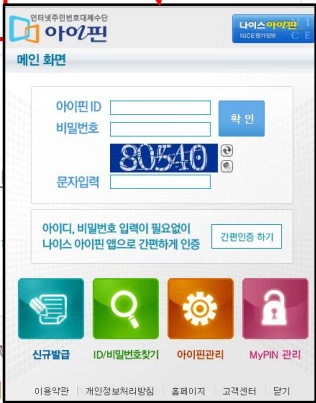 인터넷주민번호대체수단
아이핀
나이스아이핀
NICE평가정보
메인 화면
아이핀 ID
비밀번호
확 인
80540
문자입력
아이디, 비밀번호 입력이 필요없이
나이스 아이핀 앱으로 간편하게 인증
간편인증 하기
신규발급
ID/비밀번호찾기
아이핀관리
MyPIN 관리
이용약관
개인정보처리방침
홈페이지
고객센터
닫기